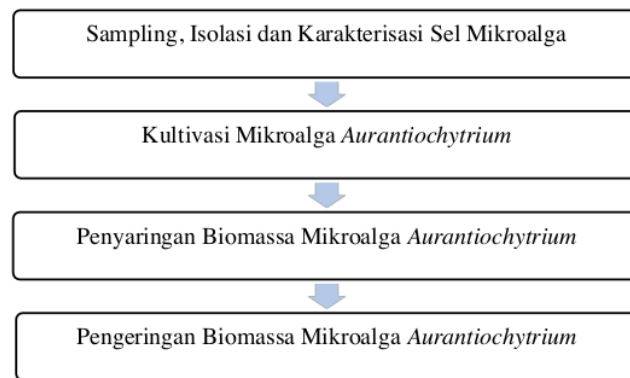 Sampling, Isolasi dan Karakterisasi Sel Mikroalga
Kultivasi Mikroalga Aurantiochytrium
Penyaringan Biomassa Mikroalga Aurantiochytrium
Pengeringan Biomassa Mikroalga Aurantiochytrium